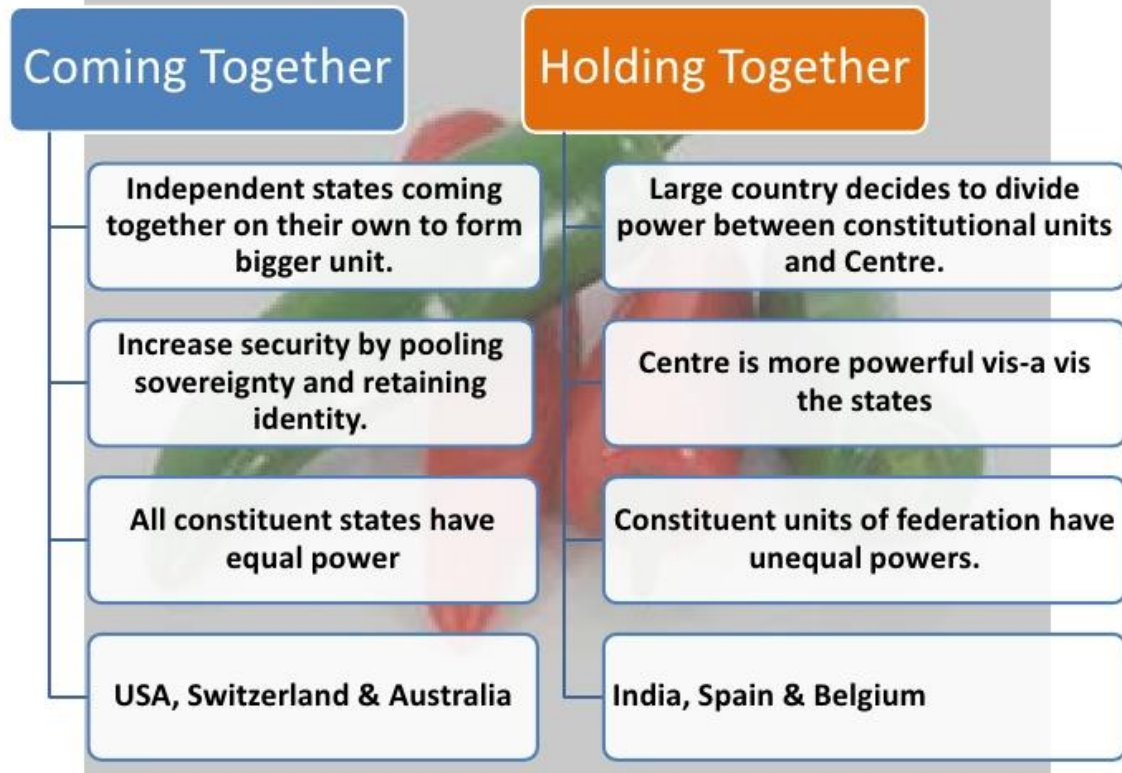 Coming Together
Independent states coming
together on their own to form
bigger unit.
Increase security by pooling
sovereignty and retaining
identity.
All constituent states have
equal power
USA, Switzerland & Australia
Holding Together
Large country decides to divide
power between constitutional units
and Centre.
Centre is more powerful vis-a vis
the states
Constituent units of federation have
unequal powers.
India, Spain & Belgium